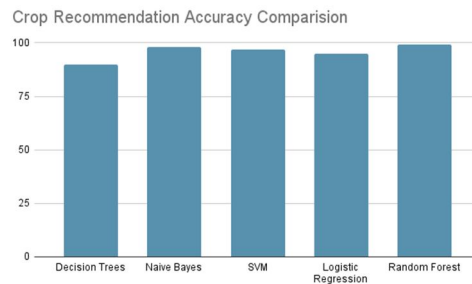 Crop Recommendation Accuracy Comparision
100
75
50
25
0
Decision Trees
Naive Bayes
SVM
Logistic
Regression
Random Forest